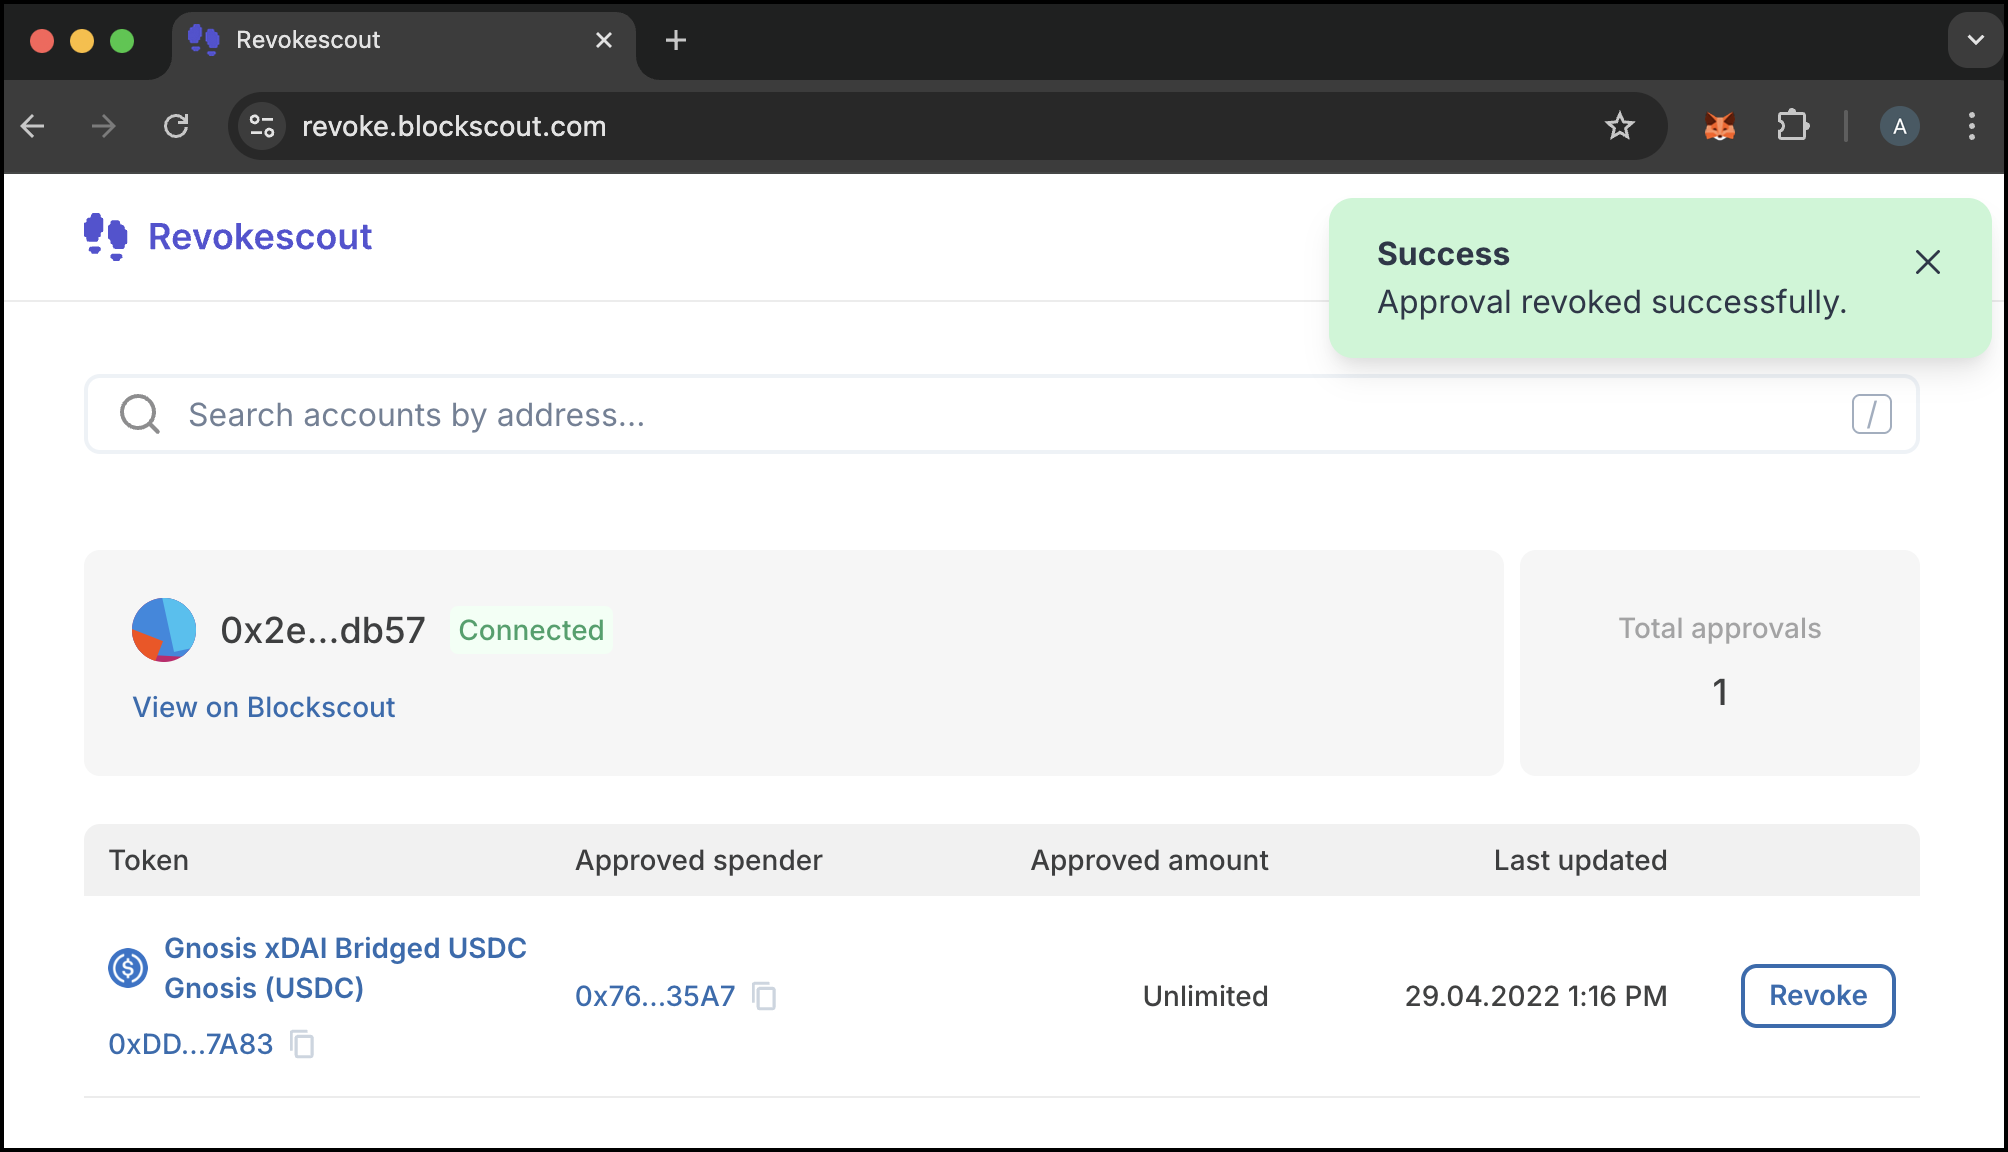 Revokescout
revoke.blockscout.com
A
Revokescout
Success
Approval revoked successfully.
Search accounts by address...
/
0x2e...db57 Connected
View on Blockscout
Total approvals
1
Token Approved spender Approved amount Last updated
Gnosis xDAI Bridged USDC
Gnosis (USDC)
0x76...35A7 Unlimited 29.04.2022 1:16 PM Revoke
0xDD...7A83